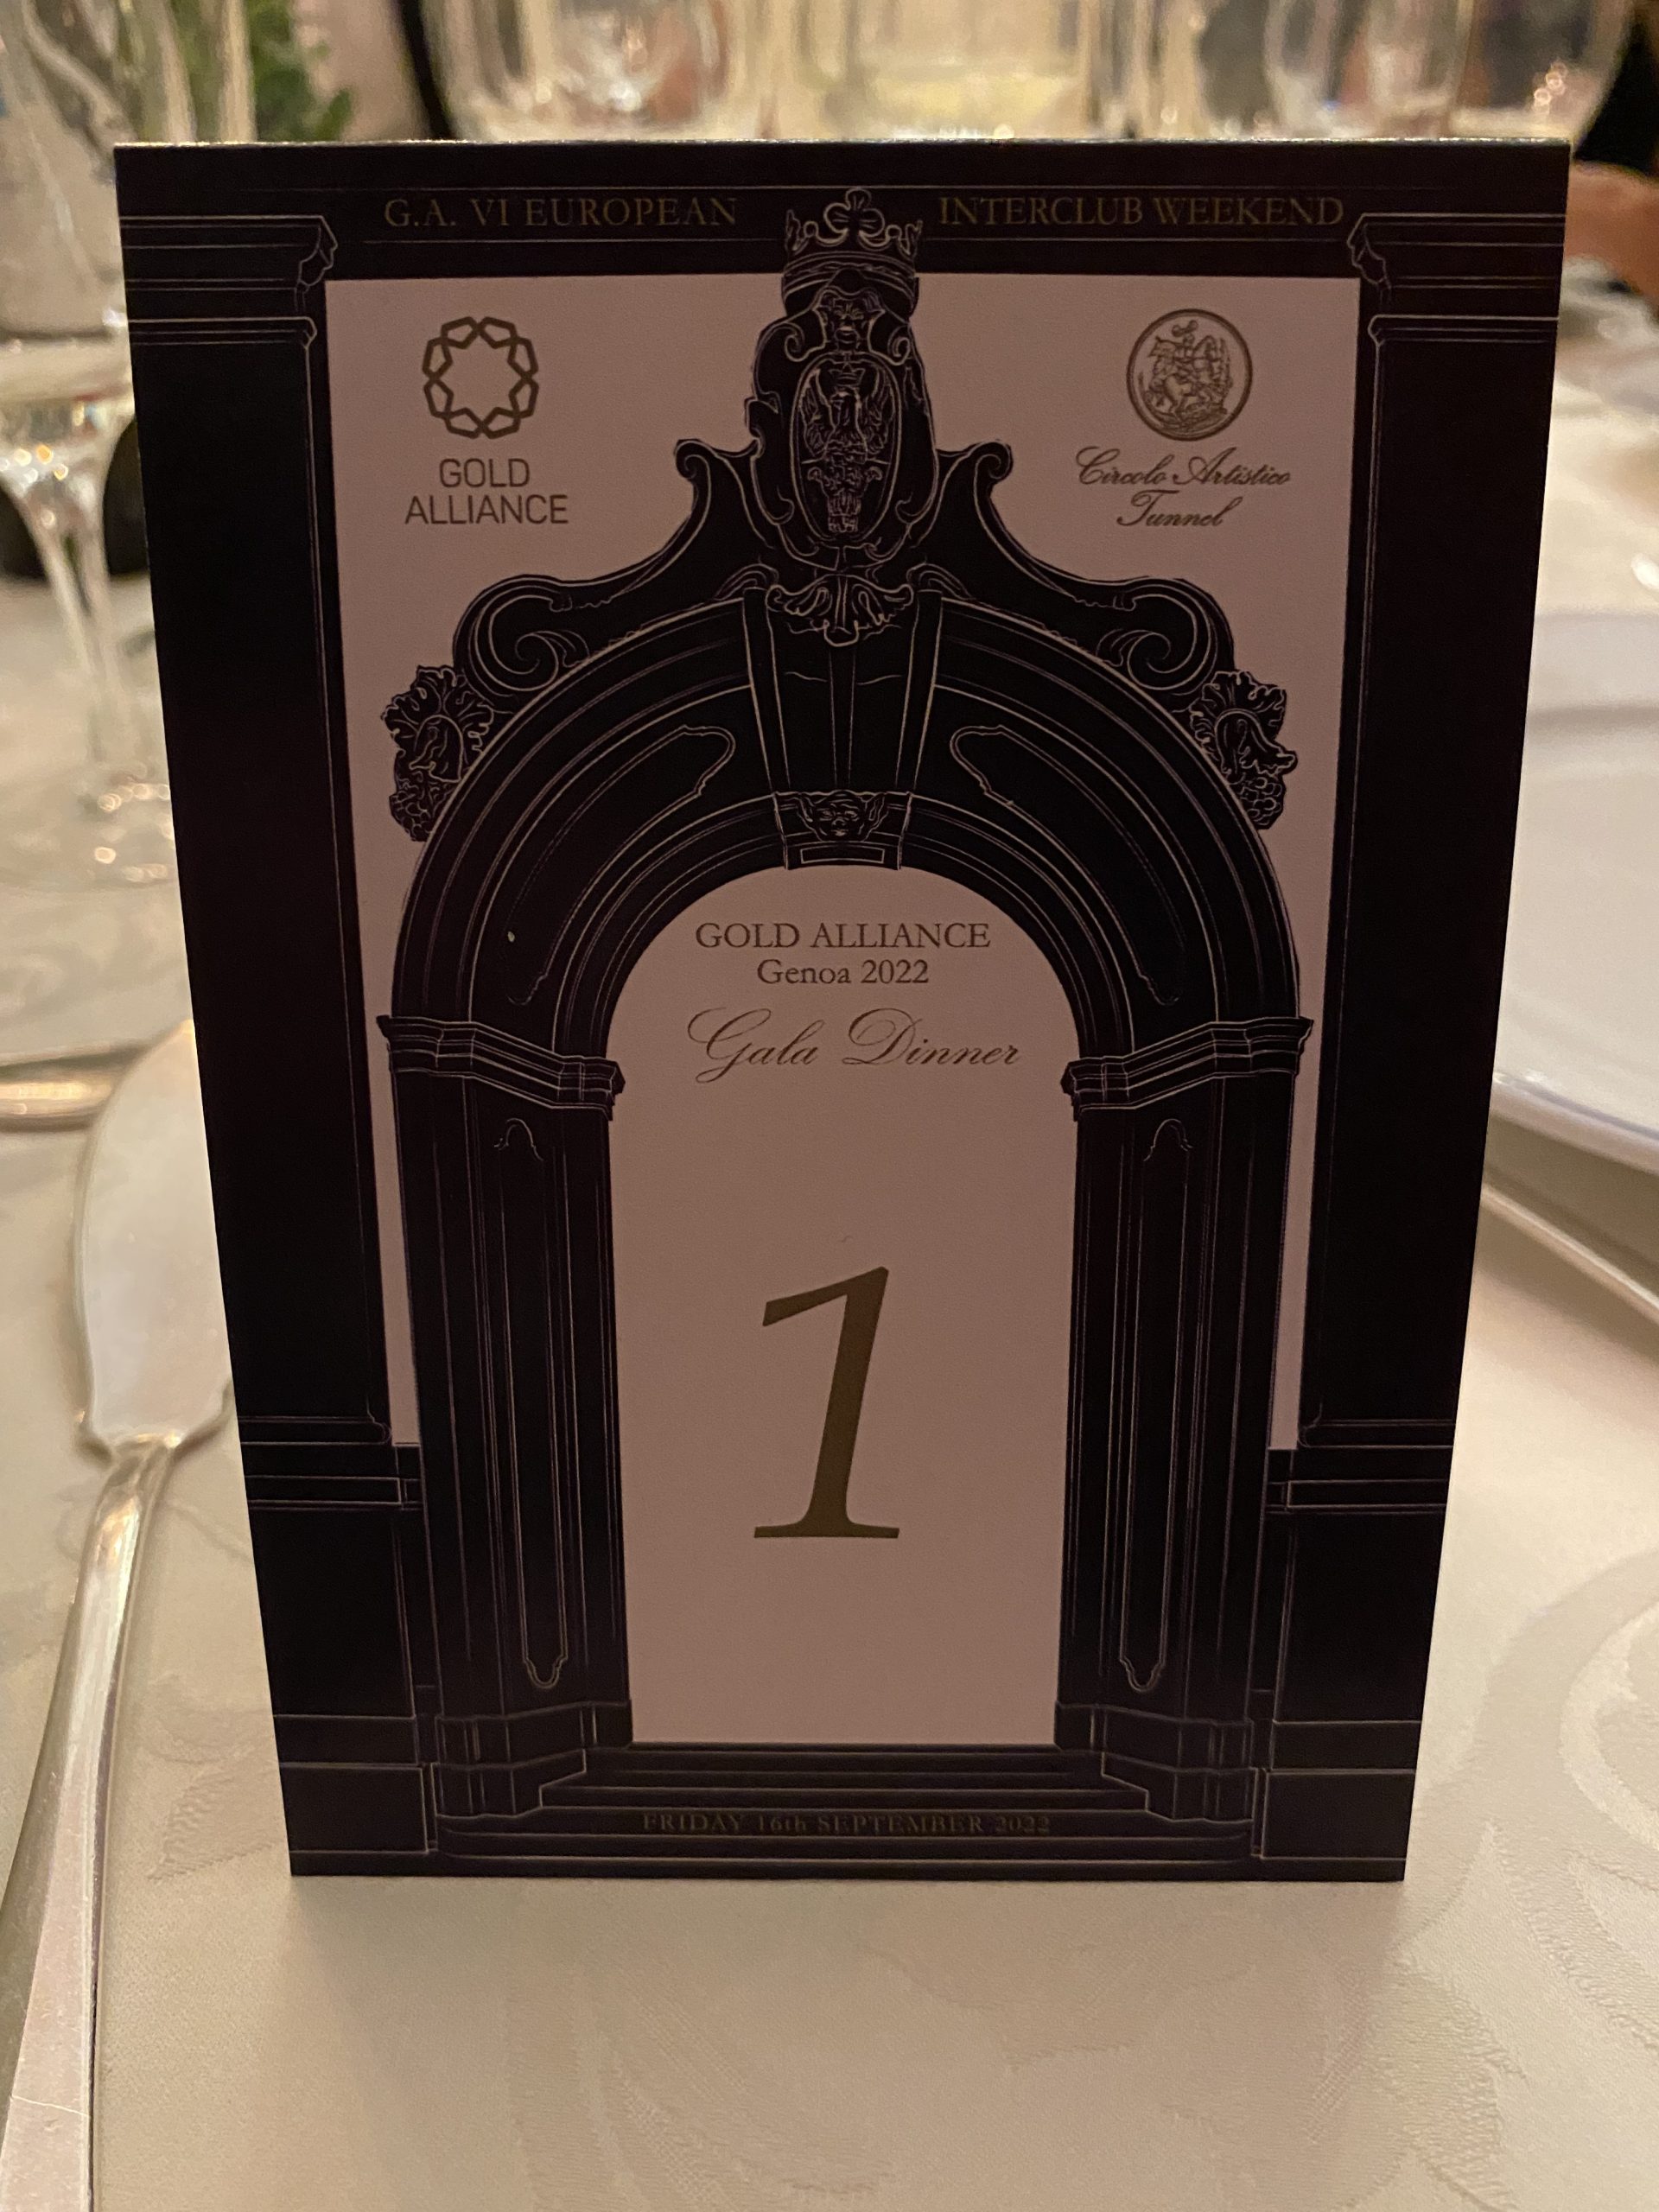 G.A. VI EUROPEAN INTERCLUB WEEKEND
GOLD
ALLIANCE
Circolo Artistico
Tunnel
GOLD ALLIANCE
Genoa 2022
Gala Dinner
1
FRIDAY 16th SEPTEMBER 2022